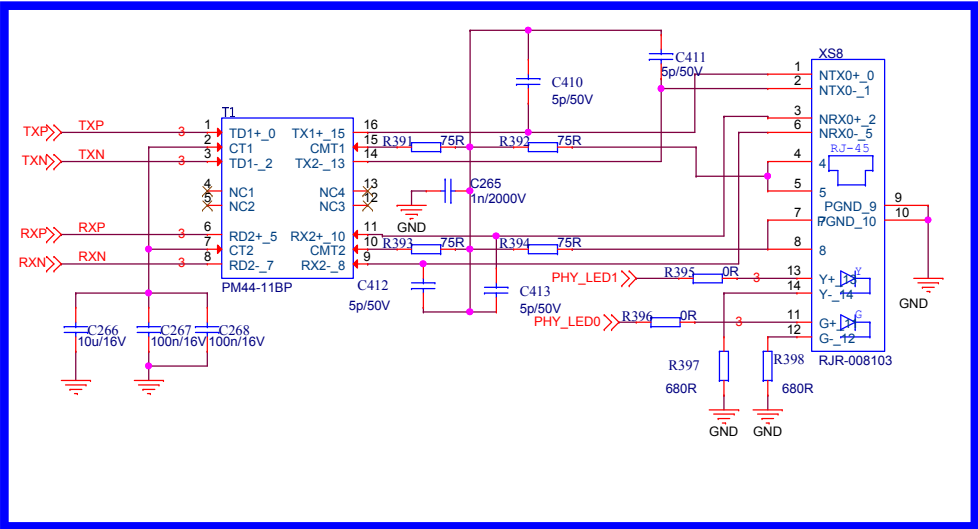 C411
5p/50V
C410
5p/50V
XS8
1
NTX0+_0
2
NTX0-_1
3
NRX0+_2
6
NRX0-_5
RJ-45
4
4
5
5
PGND_9
9
7
PGND_10
10
8
8
13
Y+_13
Y
14
Y-_14
11
G+_11
G
12
G-_12
RJR-008103
GND
T1
TXP
TXP
3
1
TD1+_0
TX1+_15
16
2
CT1
CMT1
15
R391
75R
R392
75R
TXN
TXN
3
3
TD1-_2
TX2-_13
14
4
NC1
NC4
13
5
NC2
NC3
12
C265
1n/2000V
GND
RXP
RXP
3
6
RD2+_5
RX2+_10
11
7
CT2
CMT2
10
R393
75R
R394
75R
RXN
RXN
3
8
RD2-_7
RX2-_8
9
PM44-11BP
C412
5p/50V
C413
5p/50V
PHY_LED1
R395
0R
3
PHY_LED0
R396
0R
3
C266
10u/16V
C267
100n/16V
C268
100n/16V
R397
680R
R398
680R
GND
GND